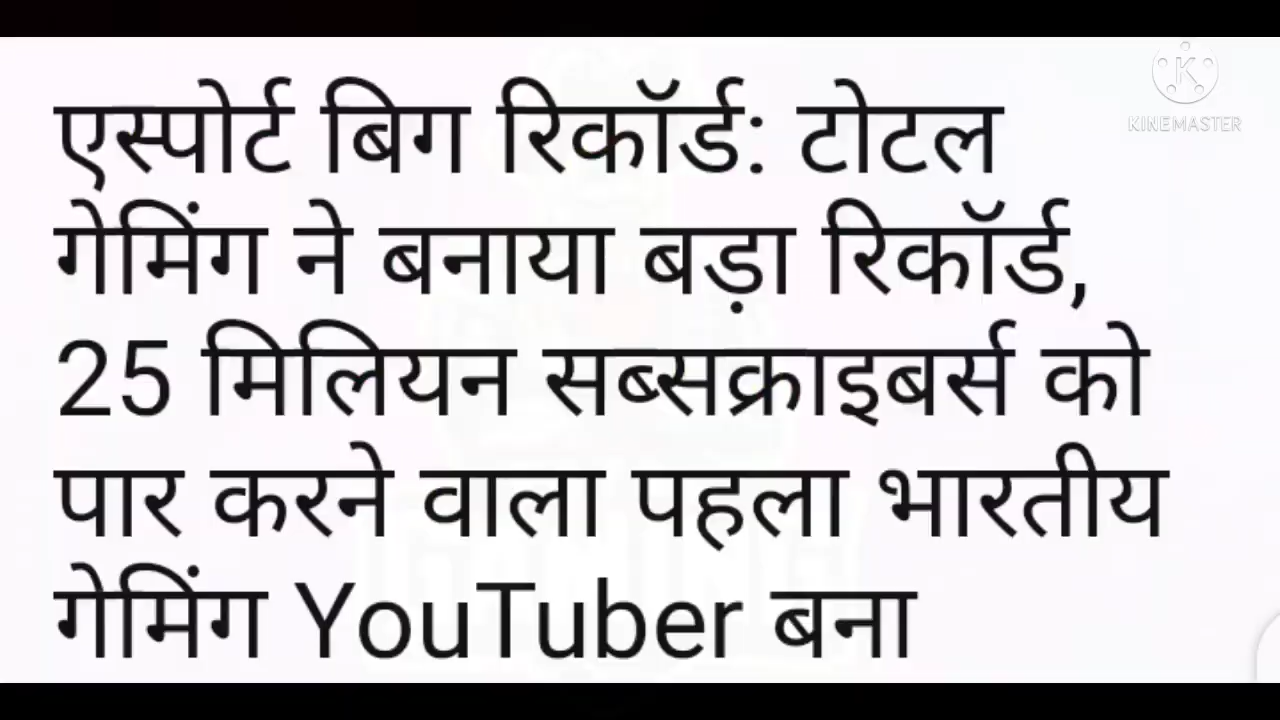 KINEMASTER
एस्पोर्ट बिग रिकॉर्ड: टोटल
गेमिंग ने बनाया बड़ा रिकॉर्ड,
25 मिलियन सब्सक्राइबर्स को
पार करने वाला पहला भारतीय
गेमिंग YouTuber बना